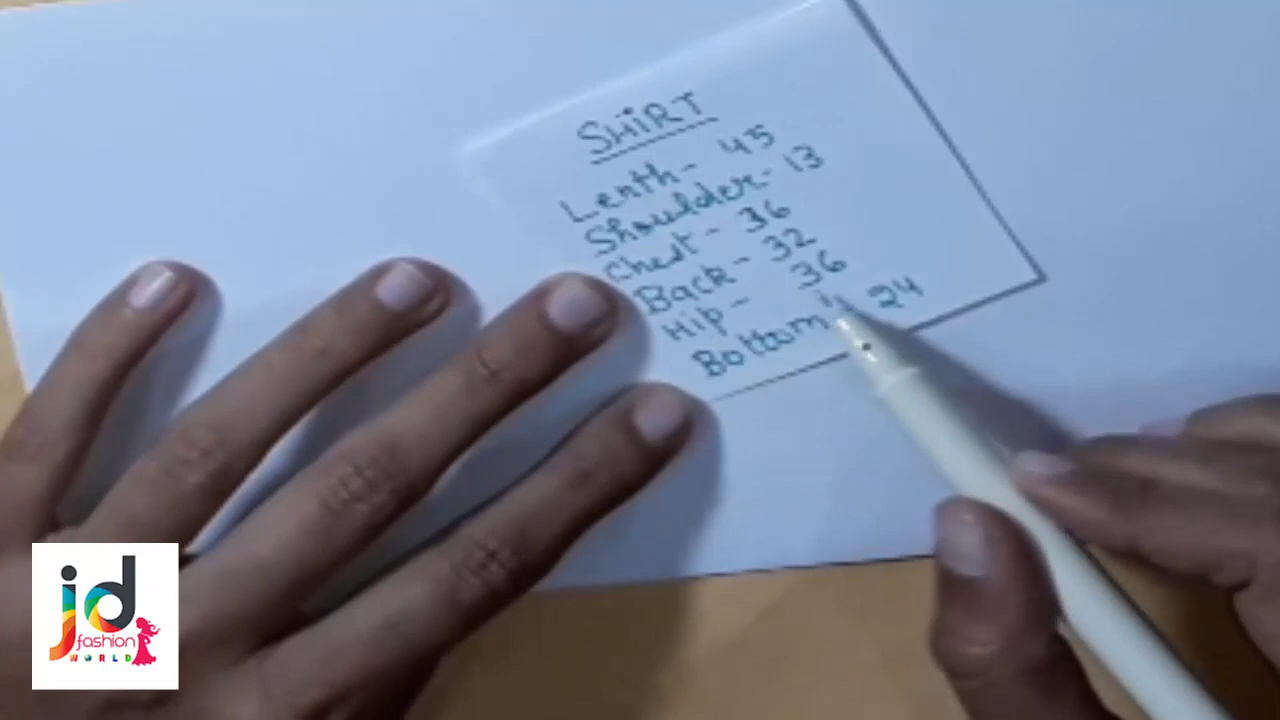 SHiRT
Lenth - 45
Shoulder - 13
Chest - 36
Back - 32
Hip - 36
Bottom 24
jd
fashion
WORLD